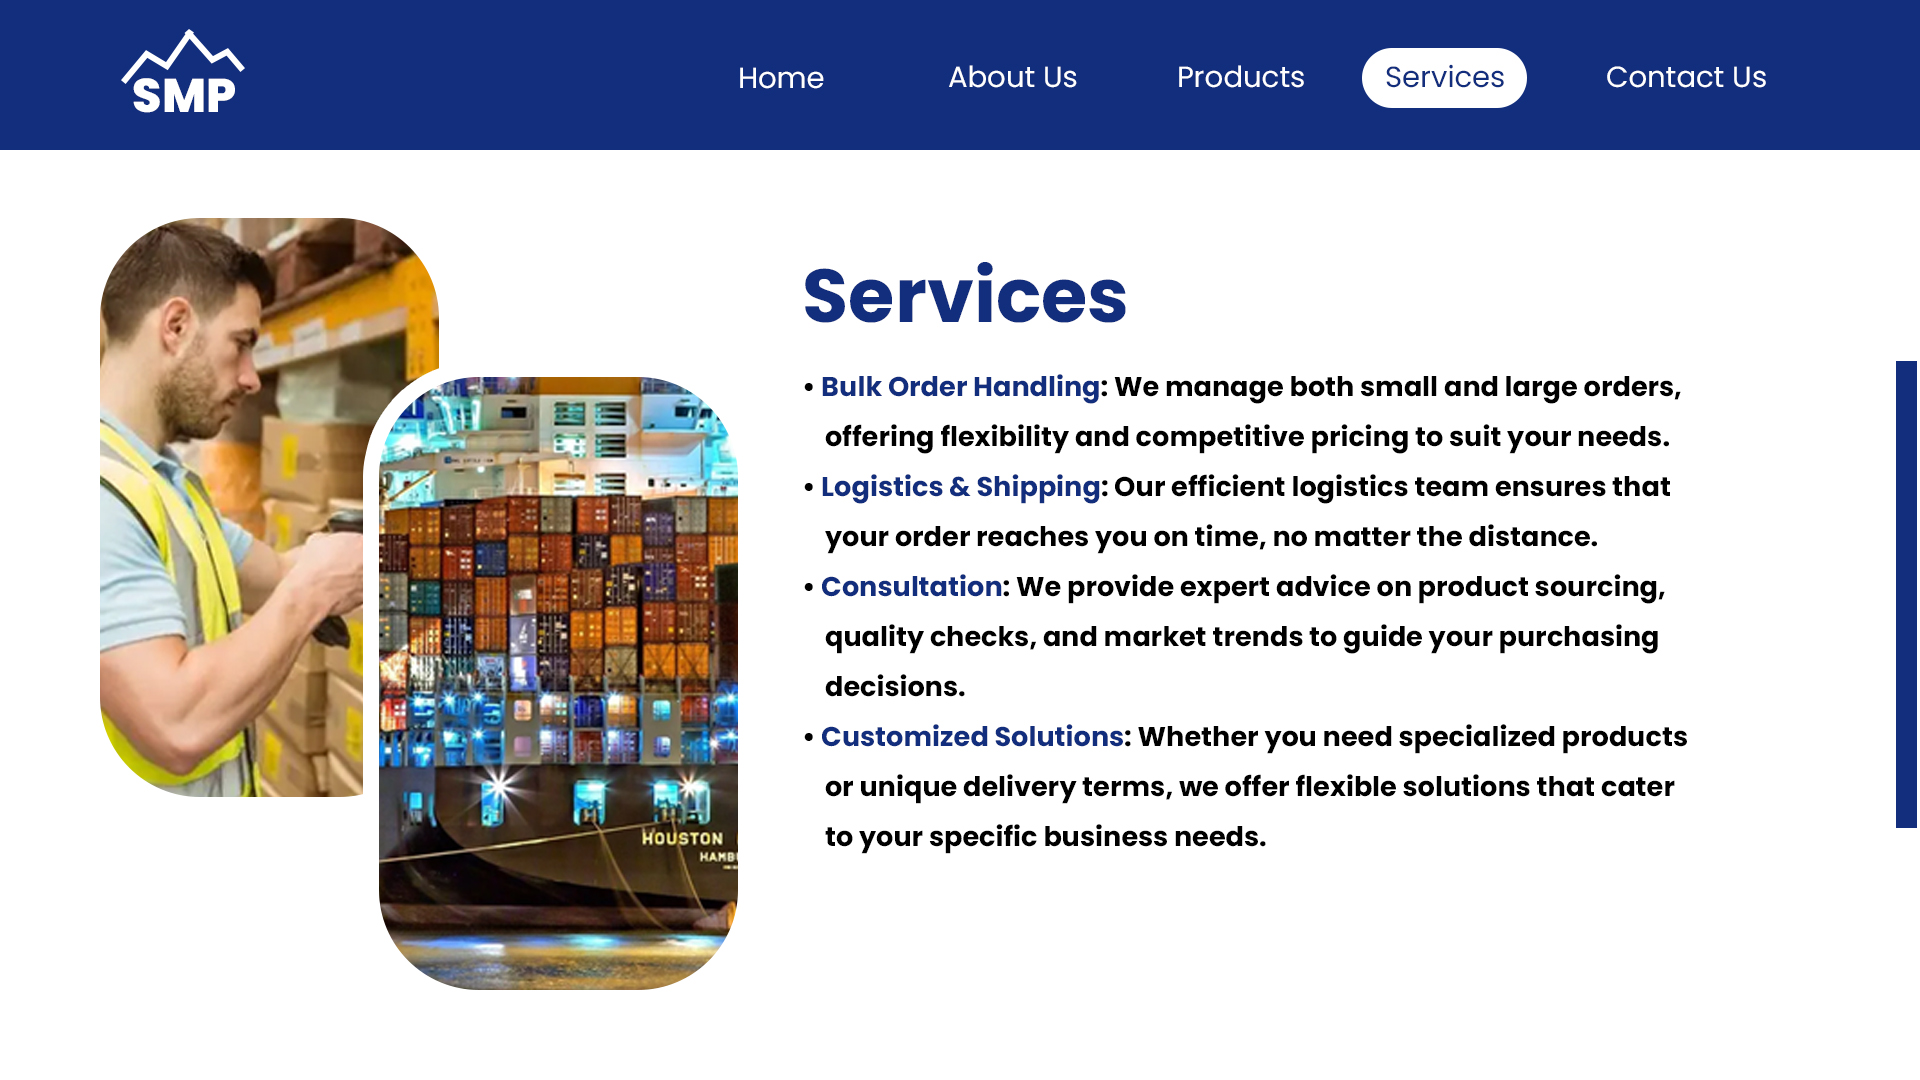 SMP
Home
About Us
Products
Services
Contact Us
Services
• Bulk Order Handling: We manage both small and large orders,
offering flexibility and competitive pricing to suit your needs.
• Logistics & Shipping: Our efficient logistics team ensures that
your order reaches you on time, no matter the distance.
• Consultation: We provide expert advice on product sourcing,
quality checks, and market trends to guide your purchasing
decisions.
• Customized Solutions: Whether you need specialized products
or unique delivery terms, we offer flexible solutions that cater
to your specific business needs.
HOUSTON
HAMB